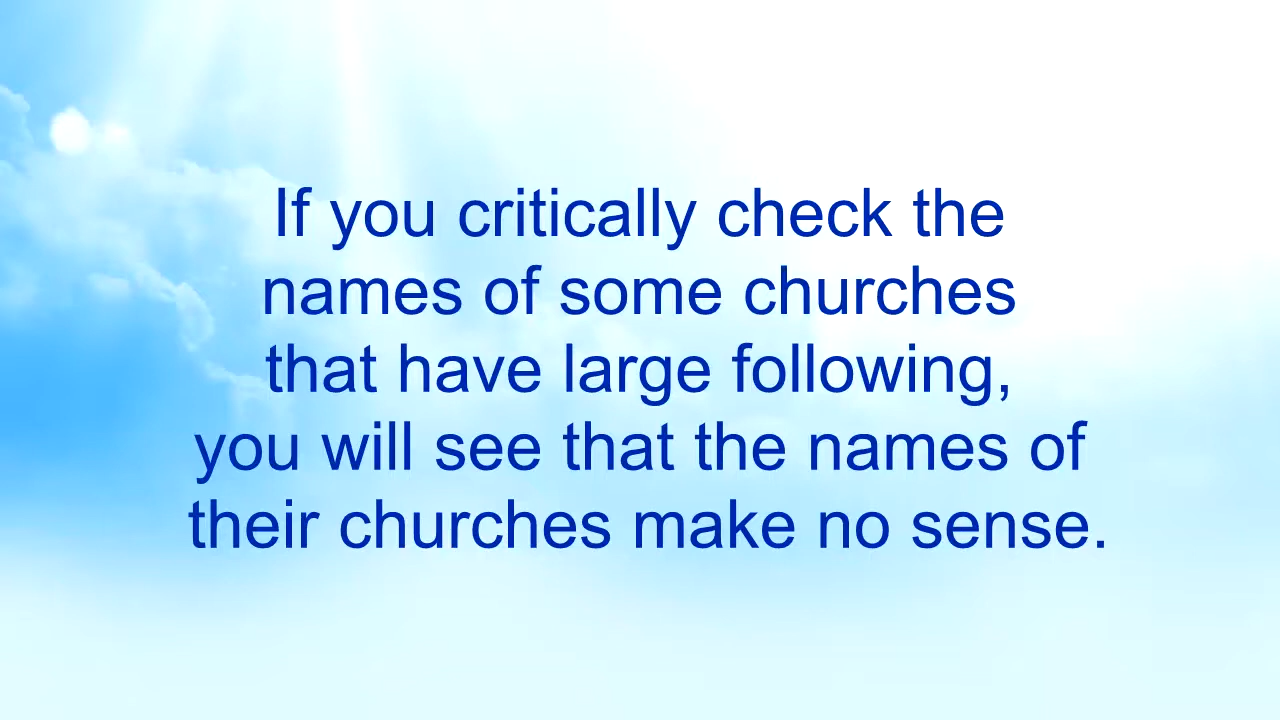 If you critically check the
names of some churches
that have large following,
you will see that the names of
their churches make no sense.